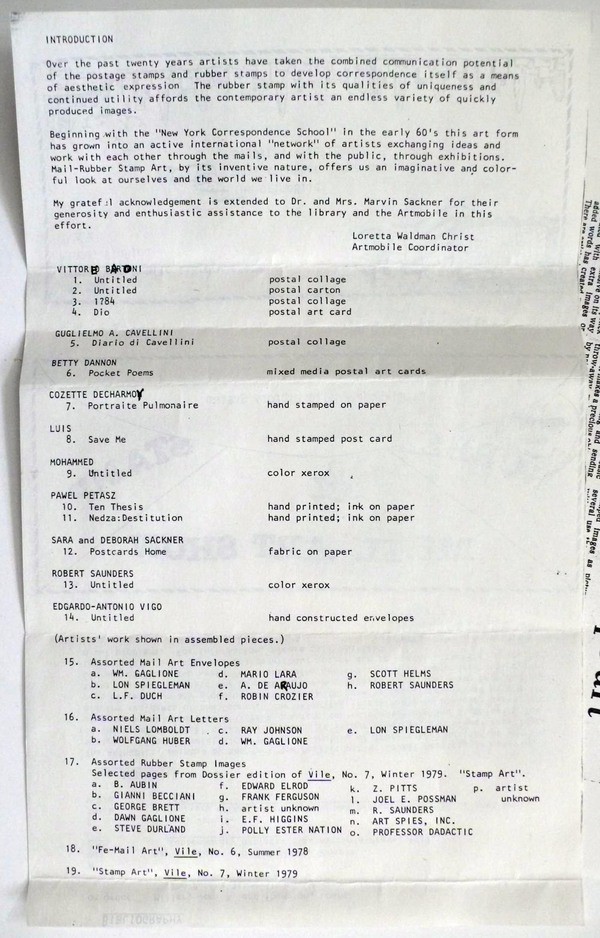 INTRODUCTION
Over the past twenty years artists have taken the combined communication potential
of the postage stamps and rubber stamps to develop correspondence itself as a means
of aesthetic expression  The rubber stamp with its qualities of uniqueness and
continued utility affords the contemporary artist an endless variety of quickly
produced images.
Beginning with the "New York Correspondence School" in the early 60's this art form
has grown into an active international "network" of artists exchanging ideas and
work with each other through the mails, and with the public, through exhibitions.
Mail-Rubber Stamp Art, by its inventive nature, offers us an imaginative and color-
ful look at ourselves and the world we live in.
My grateful acknowledgement is extended to Dr. and Mrs. Marvin Sackner for their
generosity and enthusiastic assistance to the library and the Artmobile in this
effort.
Loretta Waldman Christ
Artmobile Coordinator
VITTORE BARONI
1. Untitled postal collage
2. Untitled postal carton
3. 1784 postal collage
4. Dio postal art card
GUGLIELMO A. CAVELLINI
5. Diario di Cavellini postal collage
BETTY DANNON
6. Pocket Poems mixed media postal art cards
COZETTE DECHARMOY
7. Portraite Pulmonaire hand stamped on paper
LUIS
8. Save Me hand stamped post card
MOHAMMED
9. Untitled color xerox
PAWEL PETASZ
10. Ten Thesis hand printed; ink on paper
11. Nedza:Destitution hand printed; ink on paper
SARA and DEBORAH SACKNER
12. Postcards Home fabric on paper
ROBERT SAUNDERS
13. Untitled color xerox
EDGARDO-ANTONIO VIGO
14. Untitled hand constructed envelopes
(Artists' work shown in assembled pieces.)
15. Assorted Mail Art Envelopes
a. WM. GAGLIONE d. MARIO LARA g. SCOTT HELMS
b. LON SPIEGLEMAN e. A. DE ARAUJO h. ROBERT SAUNDERS
c. L.F. DUCH f. ROBIN CROZIER
16. Assorted Mail Art Letters
a. NIELS LOMBOLDT c. RAY JOHNSON e. LON SPIEGLEMAN
b. WOLFGANG HUBER d. WM. GAGLIONE
17. Assorted Rubber Stamp Images
Selected pages from Dossier edition of Vile, No. 7, Winter 1979. "Stamp Art".
a. B. AUBIN f. EDWARD ELROD k. Z. PITTS p. artist
b. GIANNI BECCIANI g. FRANK FERGUSON l. JOEL E. POSSMAN unknown
c. GEORGE BRETT h. artist unknown m. R. SAUNDERS
d. DAWN GAGLIONE i. E.F. HIGGINS n. ART SPIES, INC.
e. STEVE DURLAND j. POLLY ESTER NATION o. PROFESSOR DADACTIC
18. "Fe-Mail Art", Vile, No. 6, Summer 1978
19. "Stamp Art", Vile, No. 7, Winter 1979